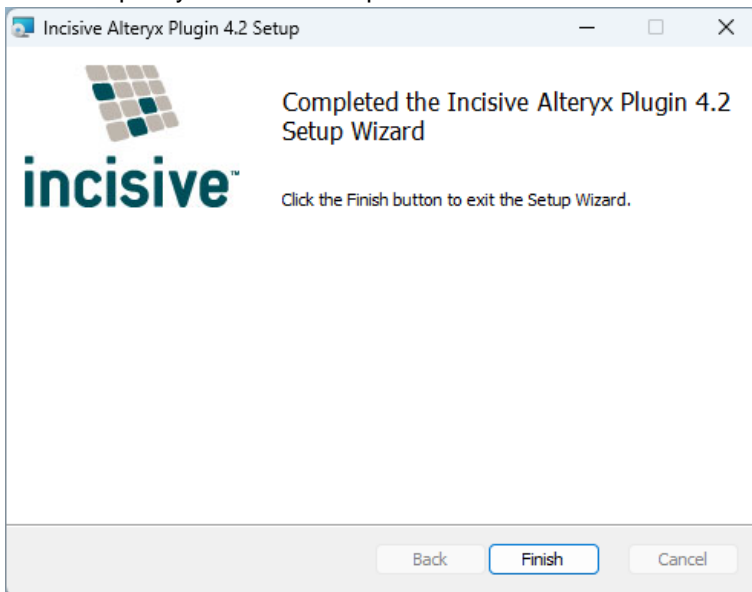 Incisive Alteryx Plugin 4.2 Setup
Completed the Incisive Alteryx Plugin 4.2
Setup Wizard
incisive™
Click the Finish button to exit the Setup Wizard.
Back
Finish
Cancel